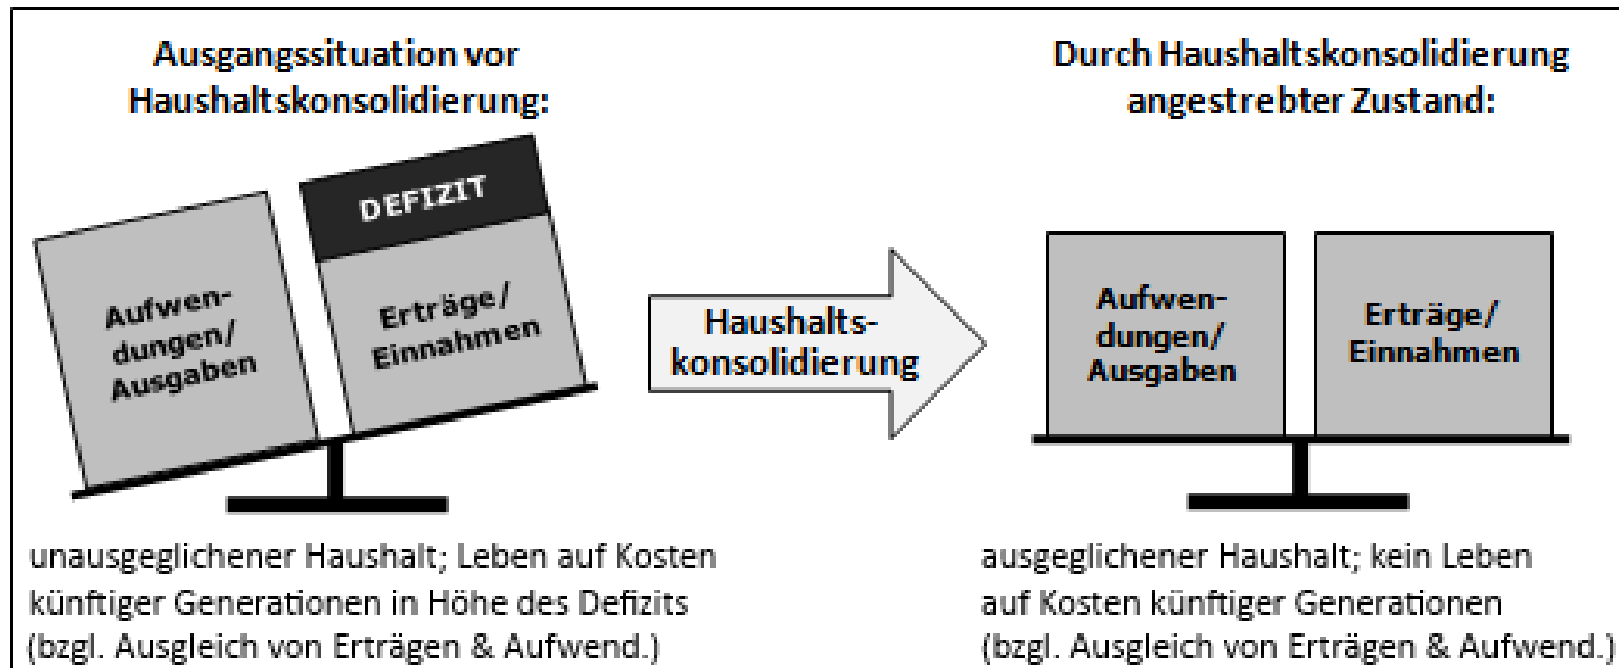 Ausgangssituation vor
Haushaltskonsolidierung:
DEFIZIT
Aufwen-
dungen/
Ausgaben
Erträge/
Einnahmen
unausgeglichener Haushalt; Leben auf Kosten
künftiger Generationen in Höhe des Defizits
(bzgl. Ausgleich von Erträgen & Aufwend.)
Haushalts-
konsolidierung
Durch Haushaltskonsolidierung
angestrebter Zustand:
Aufwen-
dungen/
Ausgaben
Erträge/
Einnahmen
ausgeglichener Haushalt; kein Leben
auf Kosten künftiger Generationen
(bzgl. Ausgleich von Erträgen & Aufwend.)